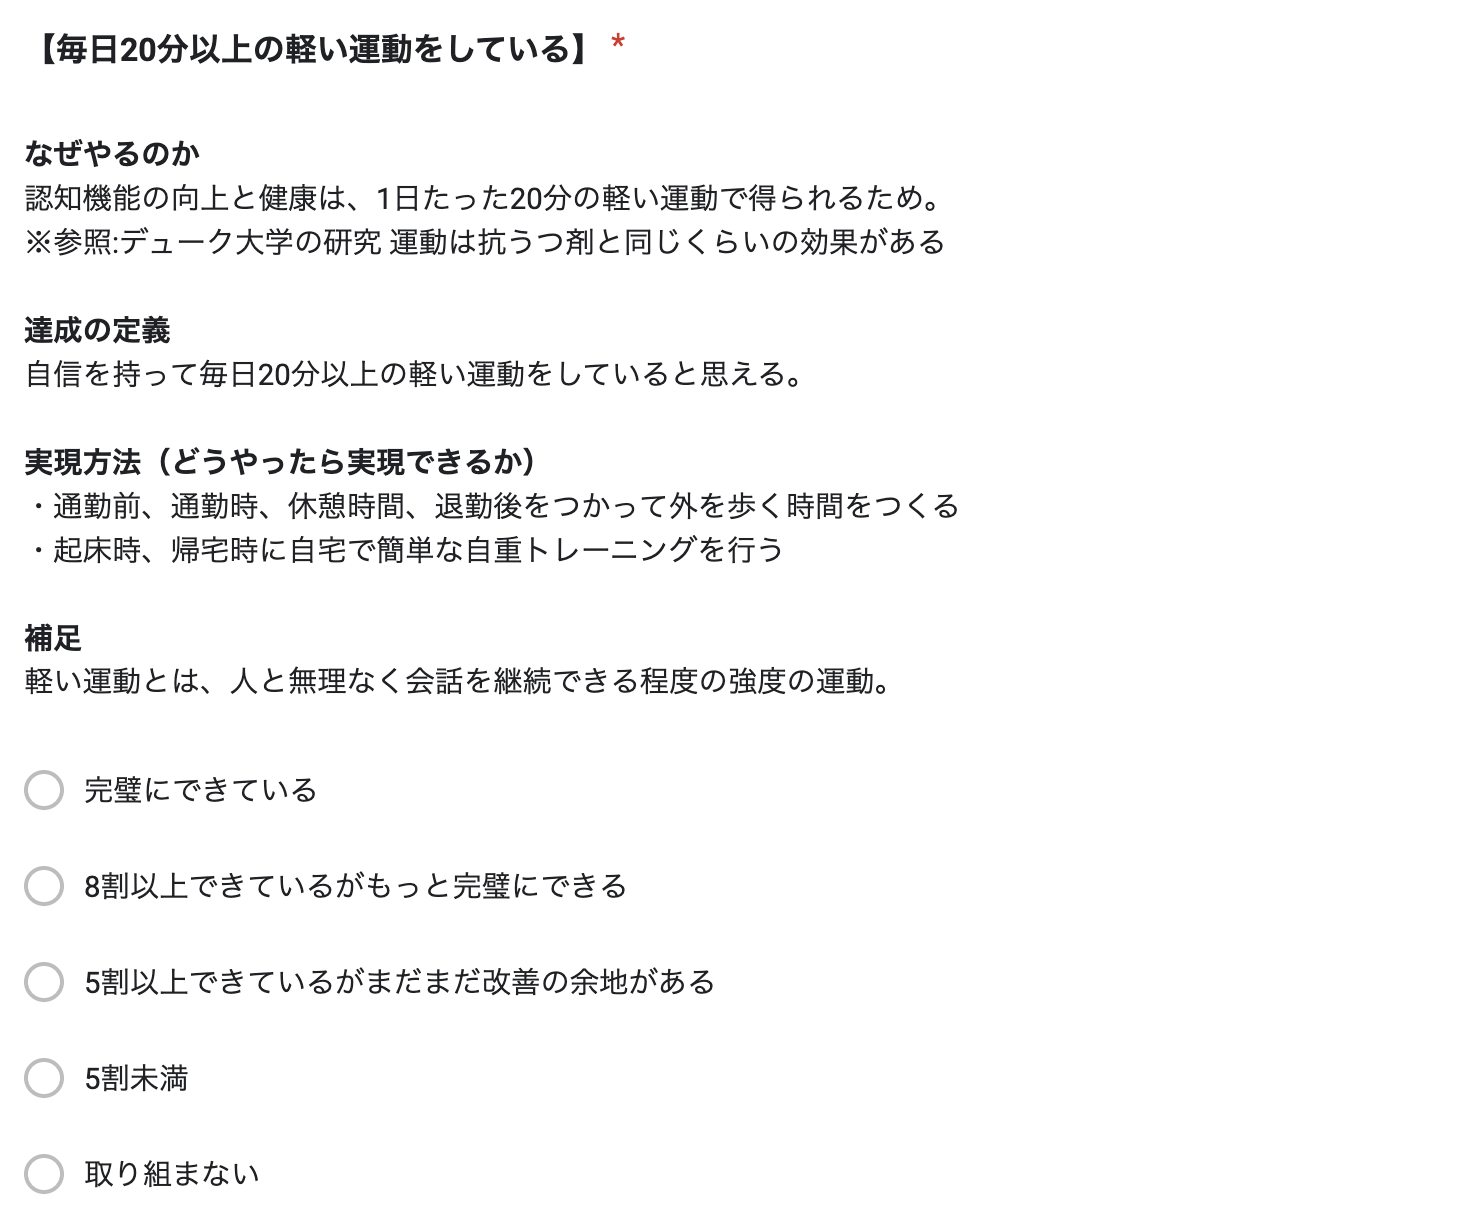 【毎日20分以上の軽い運動をしている】 *
なぜやるのか
認知機能の向上と健康は、1日たった20分の軽い運動で得られるため。
※参照:デューク大学の研究 運動は抗うつ剤と同じくらいの効果がある
達成の定義
自信を持って毎日20分以上の軽い運動をしていると思える。
実現方法（どうやったら実現できるか）
・通勤前、通勤時、休憩時間、退勤後をつかって外を歩く時間をつくる
・起床時、帰宅時に自宅で簡単な自重トレーニングを行う
補足
軽い運動とは、人と無理なく会話を継続できる程度の強度の運動。
完璧にできている
8割以上できているがもっと完璧にできる
5割以上できているがまだまだ改善の余地がある
5割未満
取り組まない